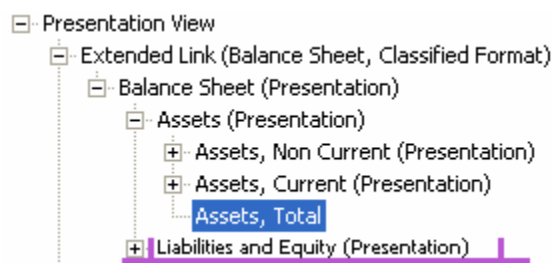 Presentation View
Extended Link (Balance Sheet, Classified Format)
Balance Sheet (Presentation)
Assets (Presentation)
Assets, Non Current (Presentation)
Assets, Current (Presentation)
Assets, Total
Liabilities and Equity (Presentation)